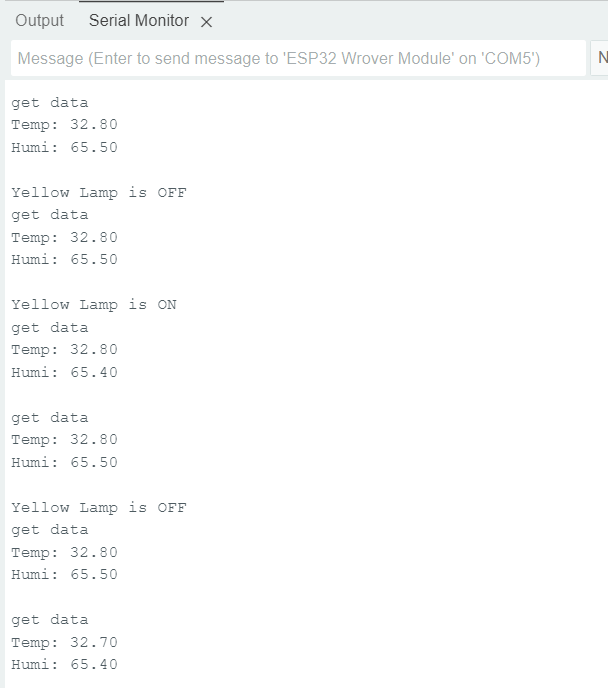 Output Serial Monitor
Message (Enter to send message to 'ESP32 Wrover Module' on 'COM5')
N
get data
Temp: 32.80
Humi: 65.50
Yellow Lamp is OFF
get data
Temp: 32.80
Humi: 65.50
Yellow Lamp is ON
get data
Temp: 32.80
Humi: 65.40
get data
Temp: 32.80
Humi: 65.50
Yellow Lamp is OFF
get data
Temp: 32.80
Humi: 65.50
get data
Temp: 32.70
Humi: 65.40